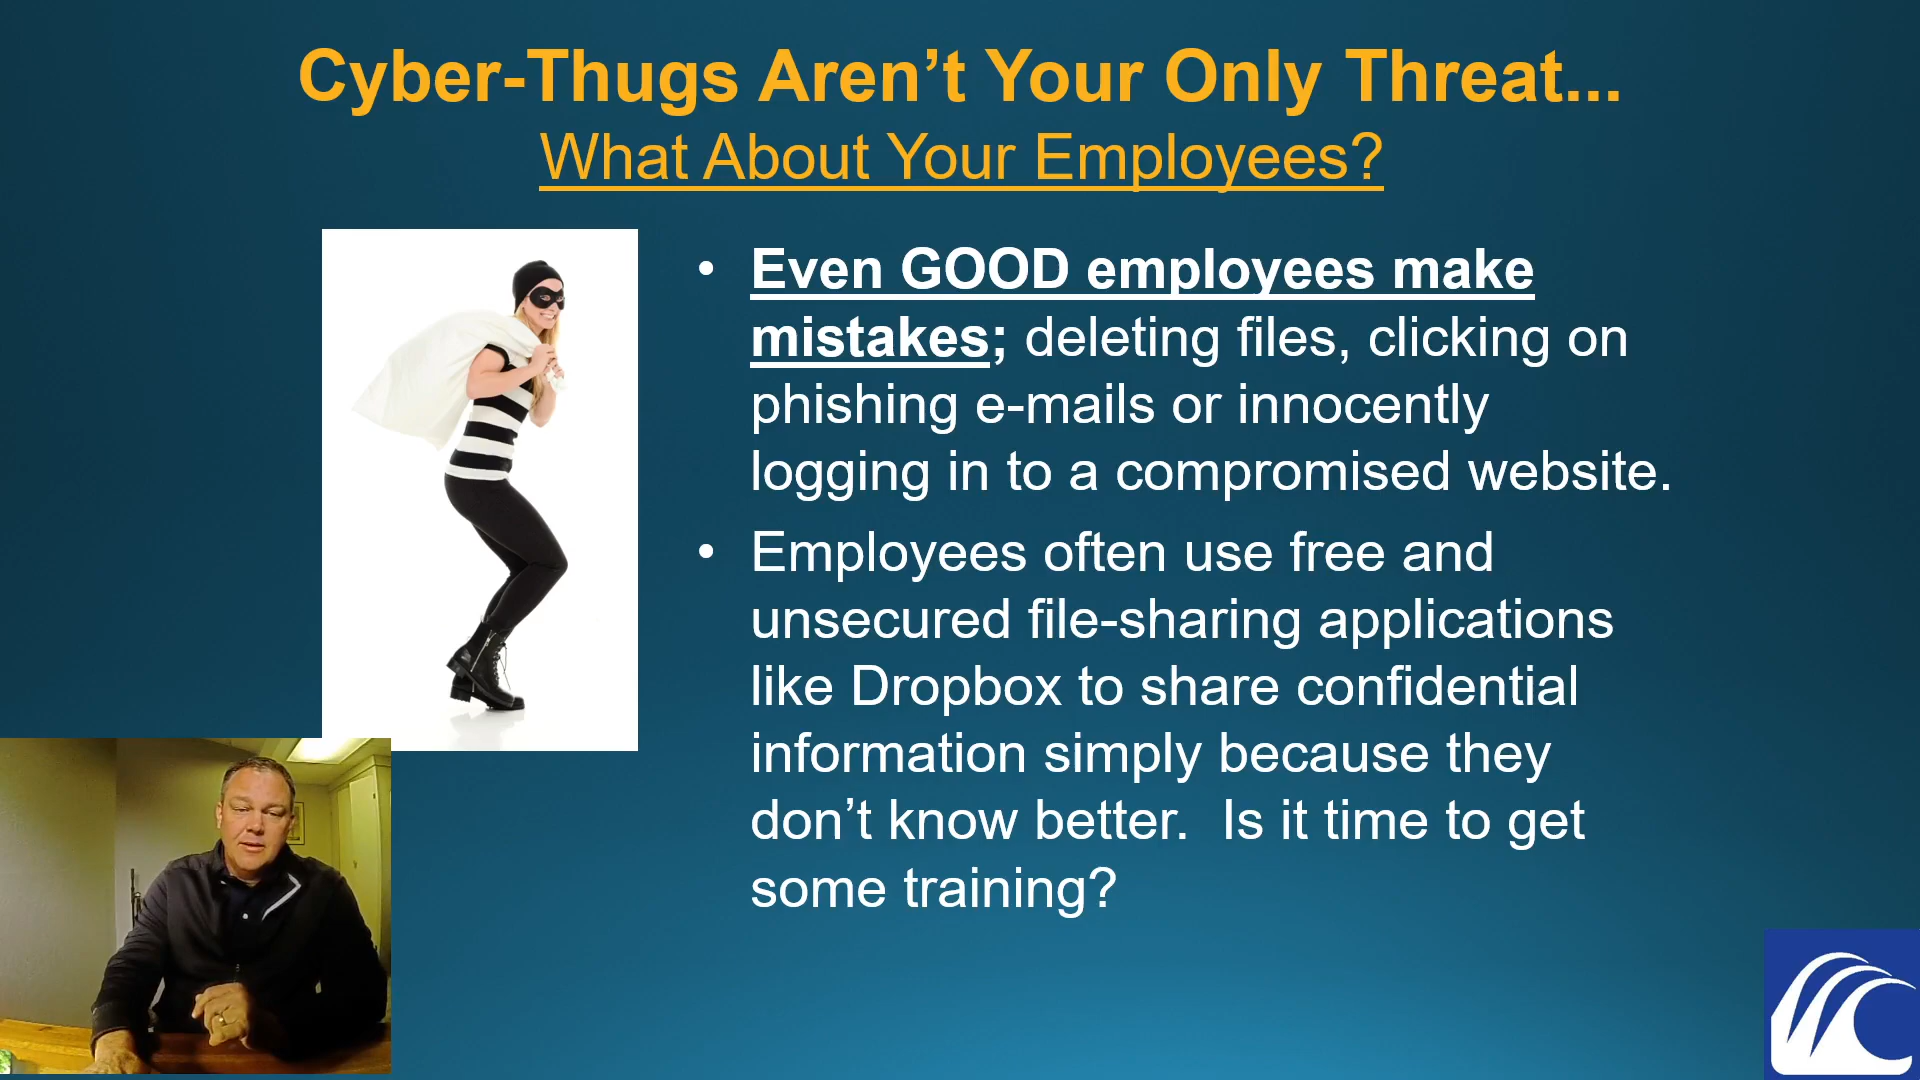 Cyber-Thugs Aren’t Your Only Threat...
What About Your Employees?
• Even GOOD employees make
mistakes; deleting files, clicking on
phishing e-mails or innocently
logging in to a compromised website.
• Employees often use free and
unsecured file-sharing applications
like Dropbox to share confidential
information simply because they
don’t know better.  Is it time to get
some training?